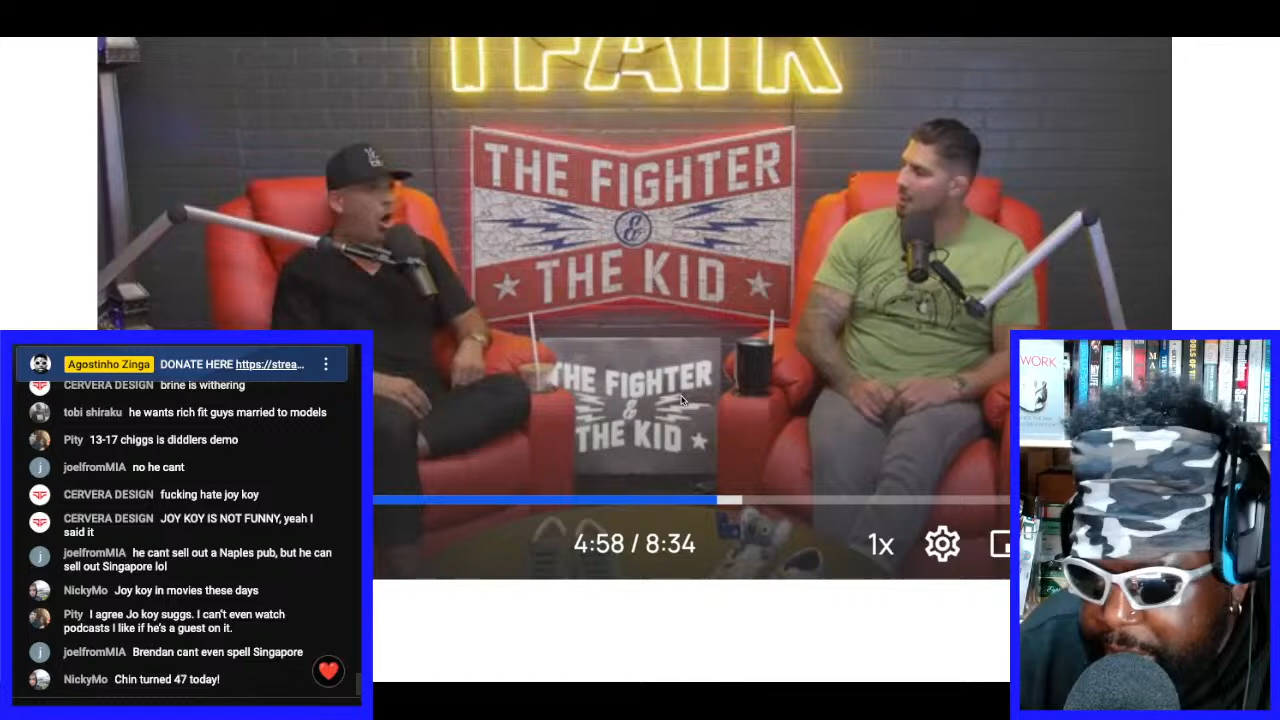 TFATK
THE FIGHTER
&
THE KID
THE FIGHTER
&
THE KID
4:58 / 8:34
1x
WORK
Agostinho Zinga DONATE HERE https://strea...
CERVERA DESIGN brine is withering
tobi shiraku he wants rich fit guys married to models
Pity 13-17 chiggs is diddlers demo
joelfromMIA no he cant
CERVERA DESIGN fucking hate joy koy
CERVERA DESIGN JOY KOY IS NOT FUNNY, yeah I
said it
joelfromMIA he cant sell out a Naples pub, but he can
sell out Singapore lol
NickyMo Joy koy in movies these days
Pity I agree Jo koy suggs. I can't even watch
podcasts I like if he's a guest on it.
joelfromMIA Brendan cant even spell Singapore
NickyMo Chin turned 47 today!